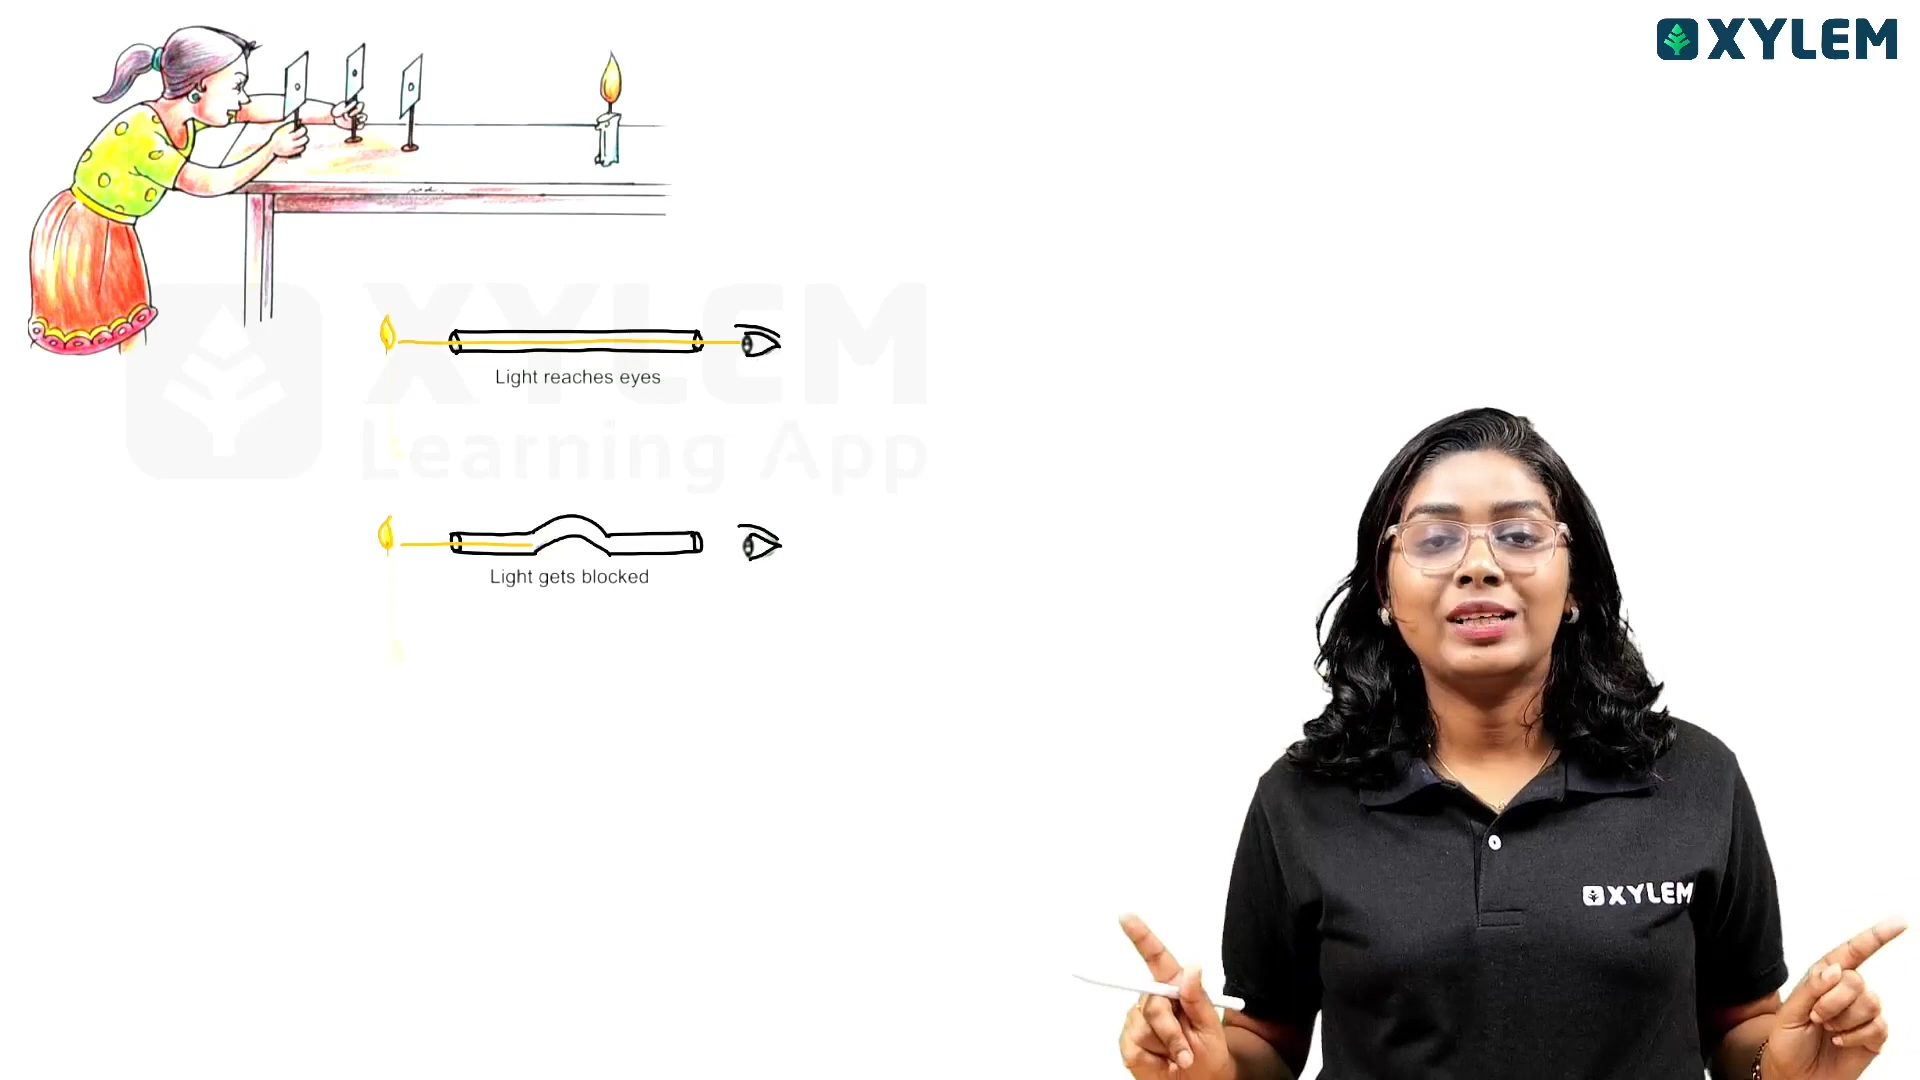 XYLEM
XYLEM
Learning App
Light reaches eyes
Light gets blocked
XYLEM